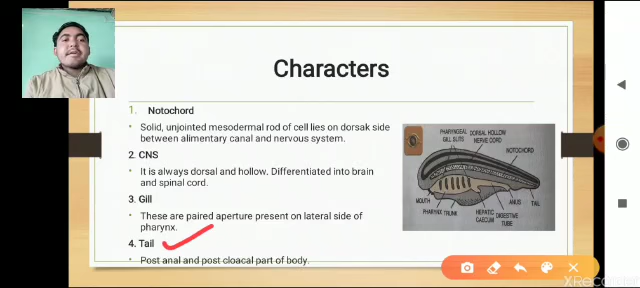 Characters
1. Notochord
• Solid, unjointed mesodermal rod of cell lies on dorsak side
between alimentary canal and nervous system.
2. CNS
• It is always dorsal and hollow. Differentiated into brain
and spinal cord.
3. Gill
• These are paired aperture present on lateral side of
pharynx.
4. Tail
• Post anal and post cloacal part of body.
PHARYNGEAL DORSAL HOLLOW
GILL SLITS NERVE CORD
NOTOCHORD
MOUTH ANUS TAIL
PHARYNX TRUNK HEPATIC DIGESTIVE
CAECUM TUBE